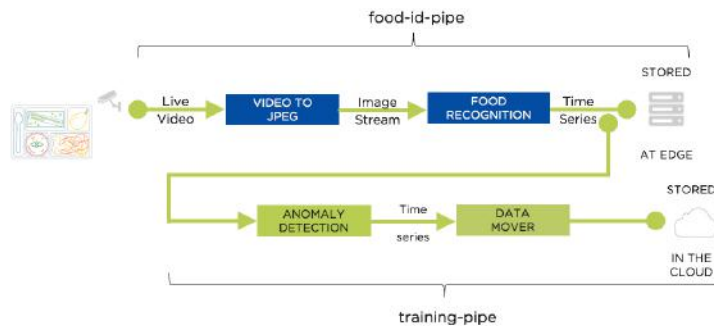 food-id-pipe
Live
Video
VIDEO TO
JPEG
Image
Stream
FOOD
RECOGNITION
Time
Series
STORED
AT EDGE
ANOMALY
DETECTION
Time
series
DATA
MOVER
STORED
IN THE
CLOUD
training-pipe